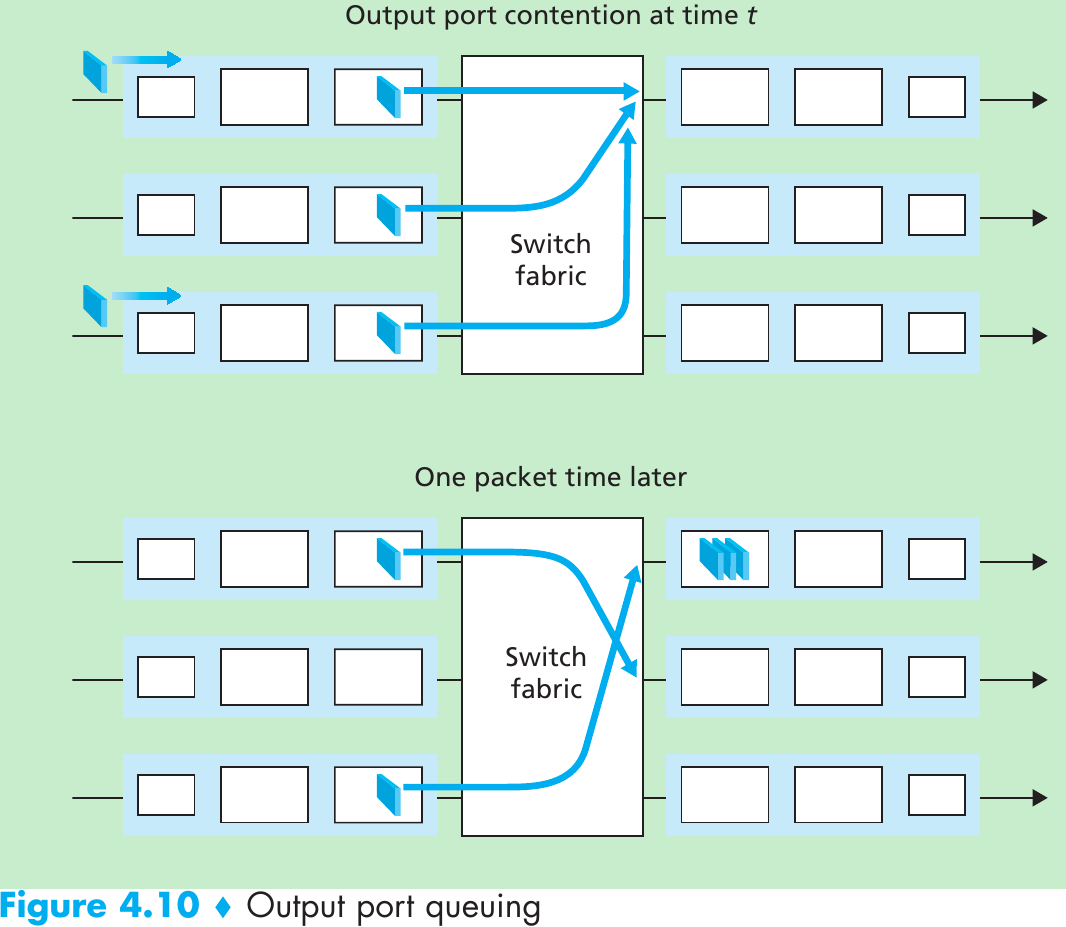 Output port contention at time t
Switch
fabric
One packet time later
Switch
fabric
Figure 4.10 ♦ Output port queuing